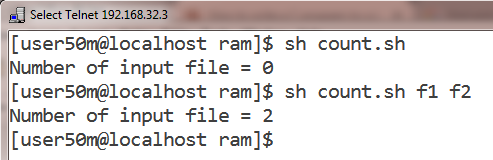 Select Telnet 192.168.32.3
[user50m@localhost ram]$ sh count.sh
Number of input file = 0
[user50m@localhost ram]$ sh count.sh f1 f2
Number of input file = 2
[user50m@localhost ram]$